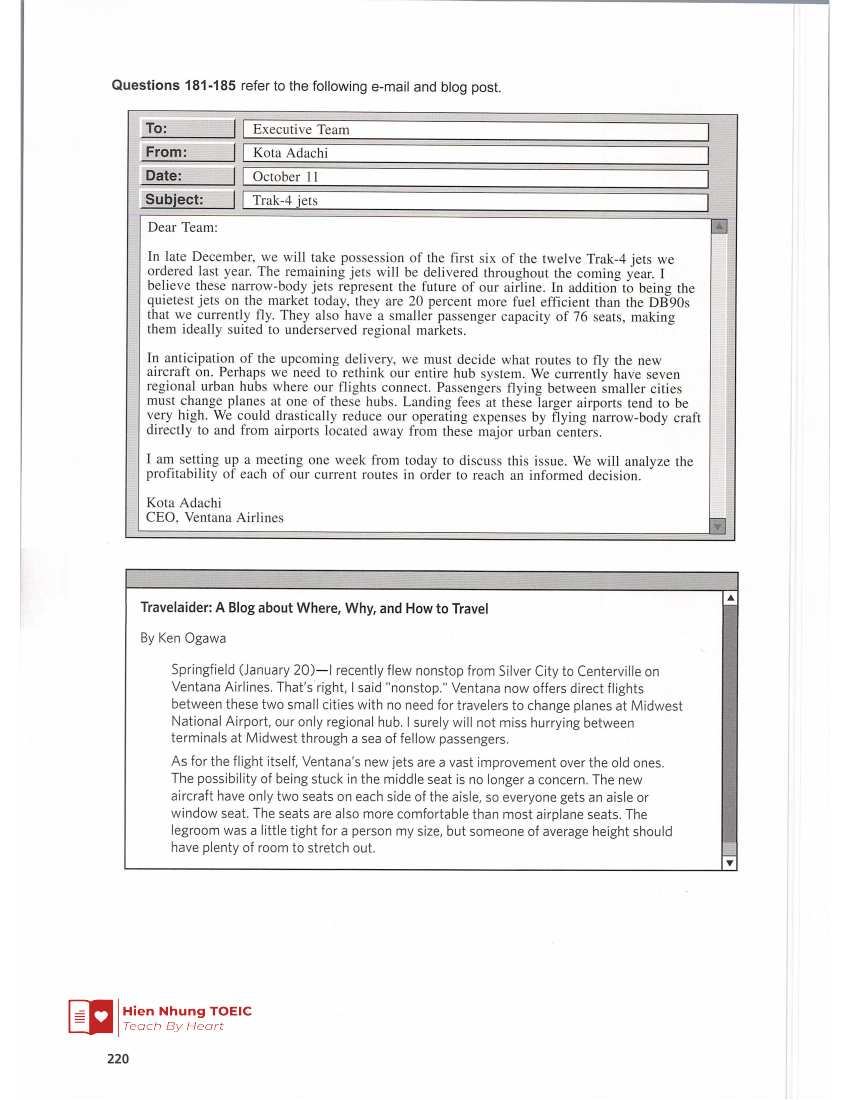 Questions 181-185 refer to the following e-mail and blog post.
To: Executive Team
From: Kota Adachi
Date: October 11
Subject: Trak-4 jets
Dear Team:
In late December, we will take possession of the first six of the twelve Trak-4 jets we
ordered last year. The remaining jets will be delivered throughout the coming year. I
believe these narrow-body jets represent the future of our airline. In addition to being the
quietest jets on the market today, they are 20 percent more fuel efficient than the DB90s
that we currently fly. They also have a smaller passenger capacity of 76 seats, making
them ideally suited to underserved regional markets.
In anticipation of the upcoming delivery, we must decide what routes to fly the new
aircraft on. Perhaps we need to rethink our entire hub system. We currently have seven
regional urban hubs where our flights connect. Passengers flying between smaller cities
must change planes at one of these hubs. Landing fees at these larger airports tend to be
very high. We could drastically reduce our operating expenses by flying narrow-body craft
directly to and from airports located away from these major urban centers.
I am setting up a meeting one week from today to discuss this issue. We will analyze the
profitability of each of our current routes in order to reach an informed decision.
Kota Adachi
CEO, Ventana Airlines
Travelaider: A Blog about Where, Why, and How to Travel
By Ken Ogawa
Springfield (January 20)—I recently flew nonstop from Silver City to Centerville on
Ventana Airlines. That's right, I said "nonstop." Ventana now offers direct flights
between these two small cities with no need for travelers to change planes at Midwest
National Airport, our only regional hub. I surely will not miss hurrying between
terminals at Midwest through a sea of fellow passengers.
As for the flight itself, Ventana's new jets are a vast improvement over the old ones.
The possibility of being stuck in the middle seat is no longer a concern. The new
aircraft have only two seats on each side of the aisle, so everyone gets an aisle or
window seat. The seats are also more comfortable than most airplane seats. The
legroom was a little tight for a person my size, but someone of average height should
have plenty of room to stretch out.
Hien Nhung TOEIC
Teach By Heart
220